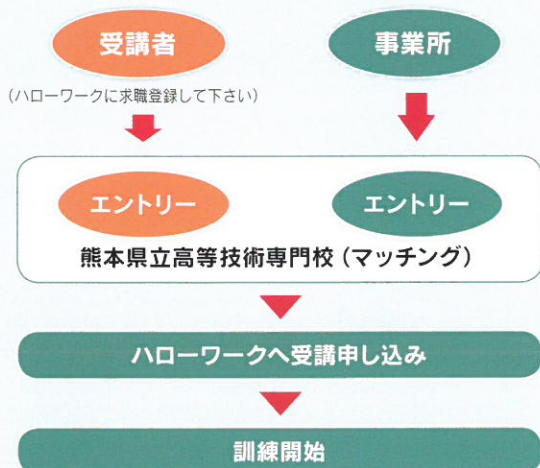 受講者
事業所
(ハローワークに求職登録して下さい)
エントリー
エントリー
熊本県立高等技術専門校（マッチング）
ハローワークへ受講申し込み
訓練開始